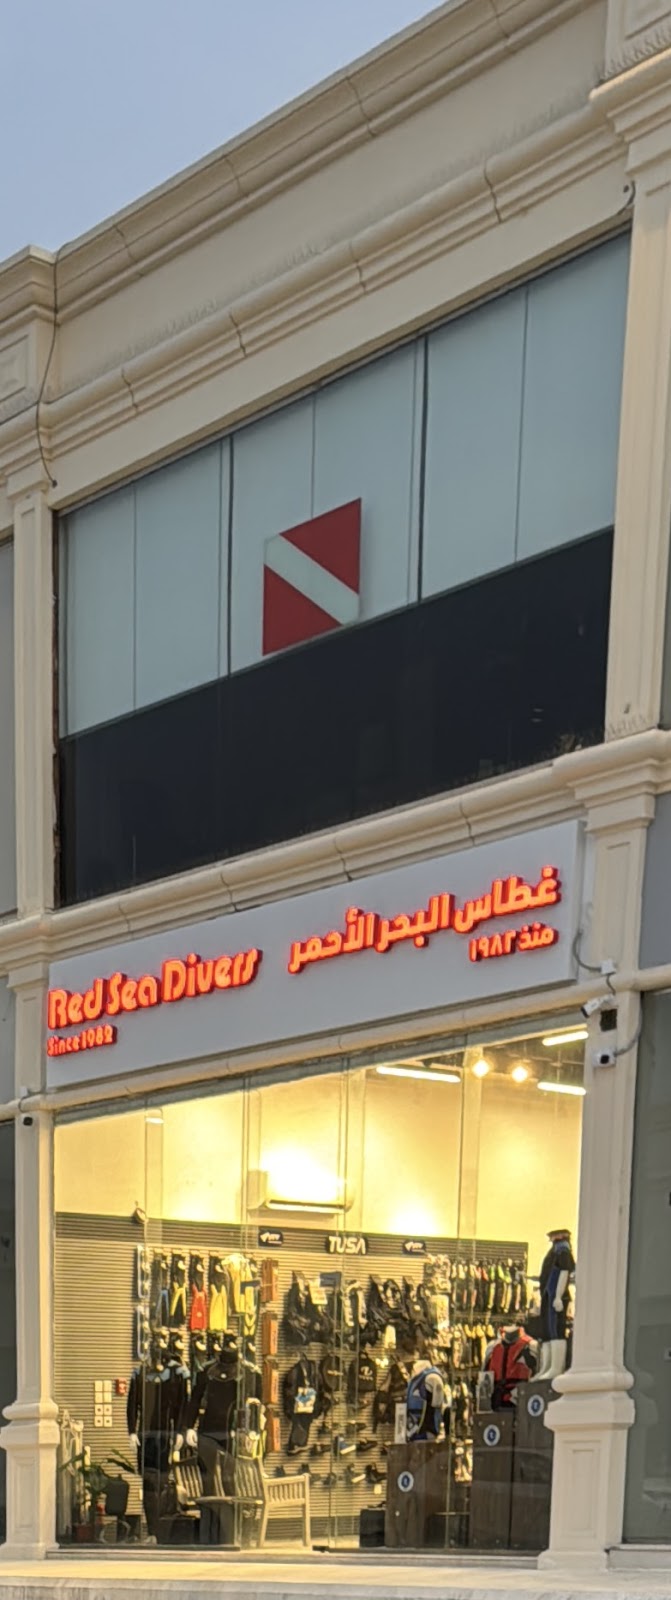 Red Sea Divers
Since 1982
غطاس البحر الأحمر
منذ ١٩٨٢
TUSA